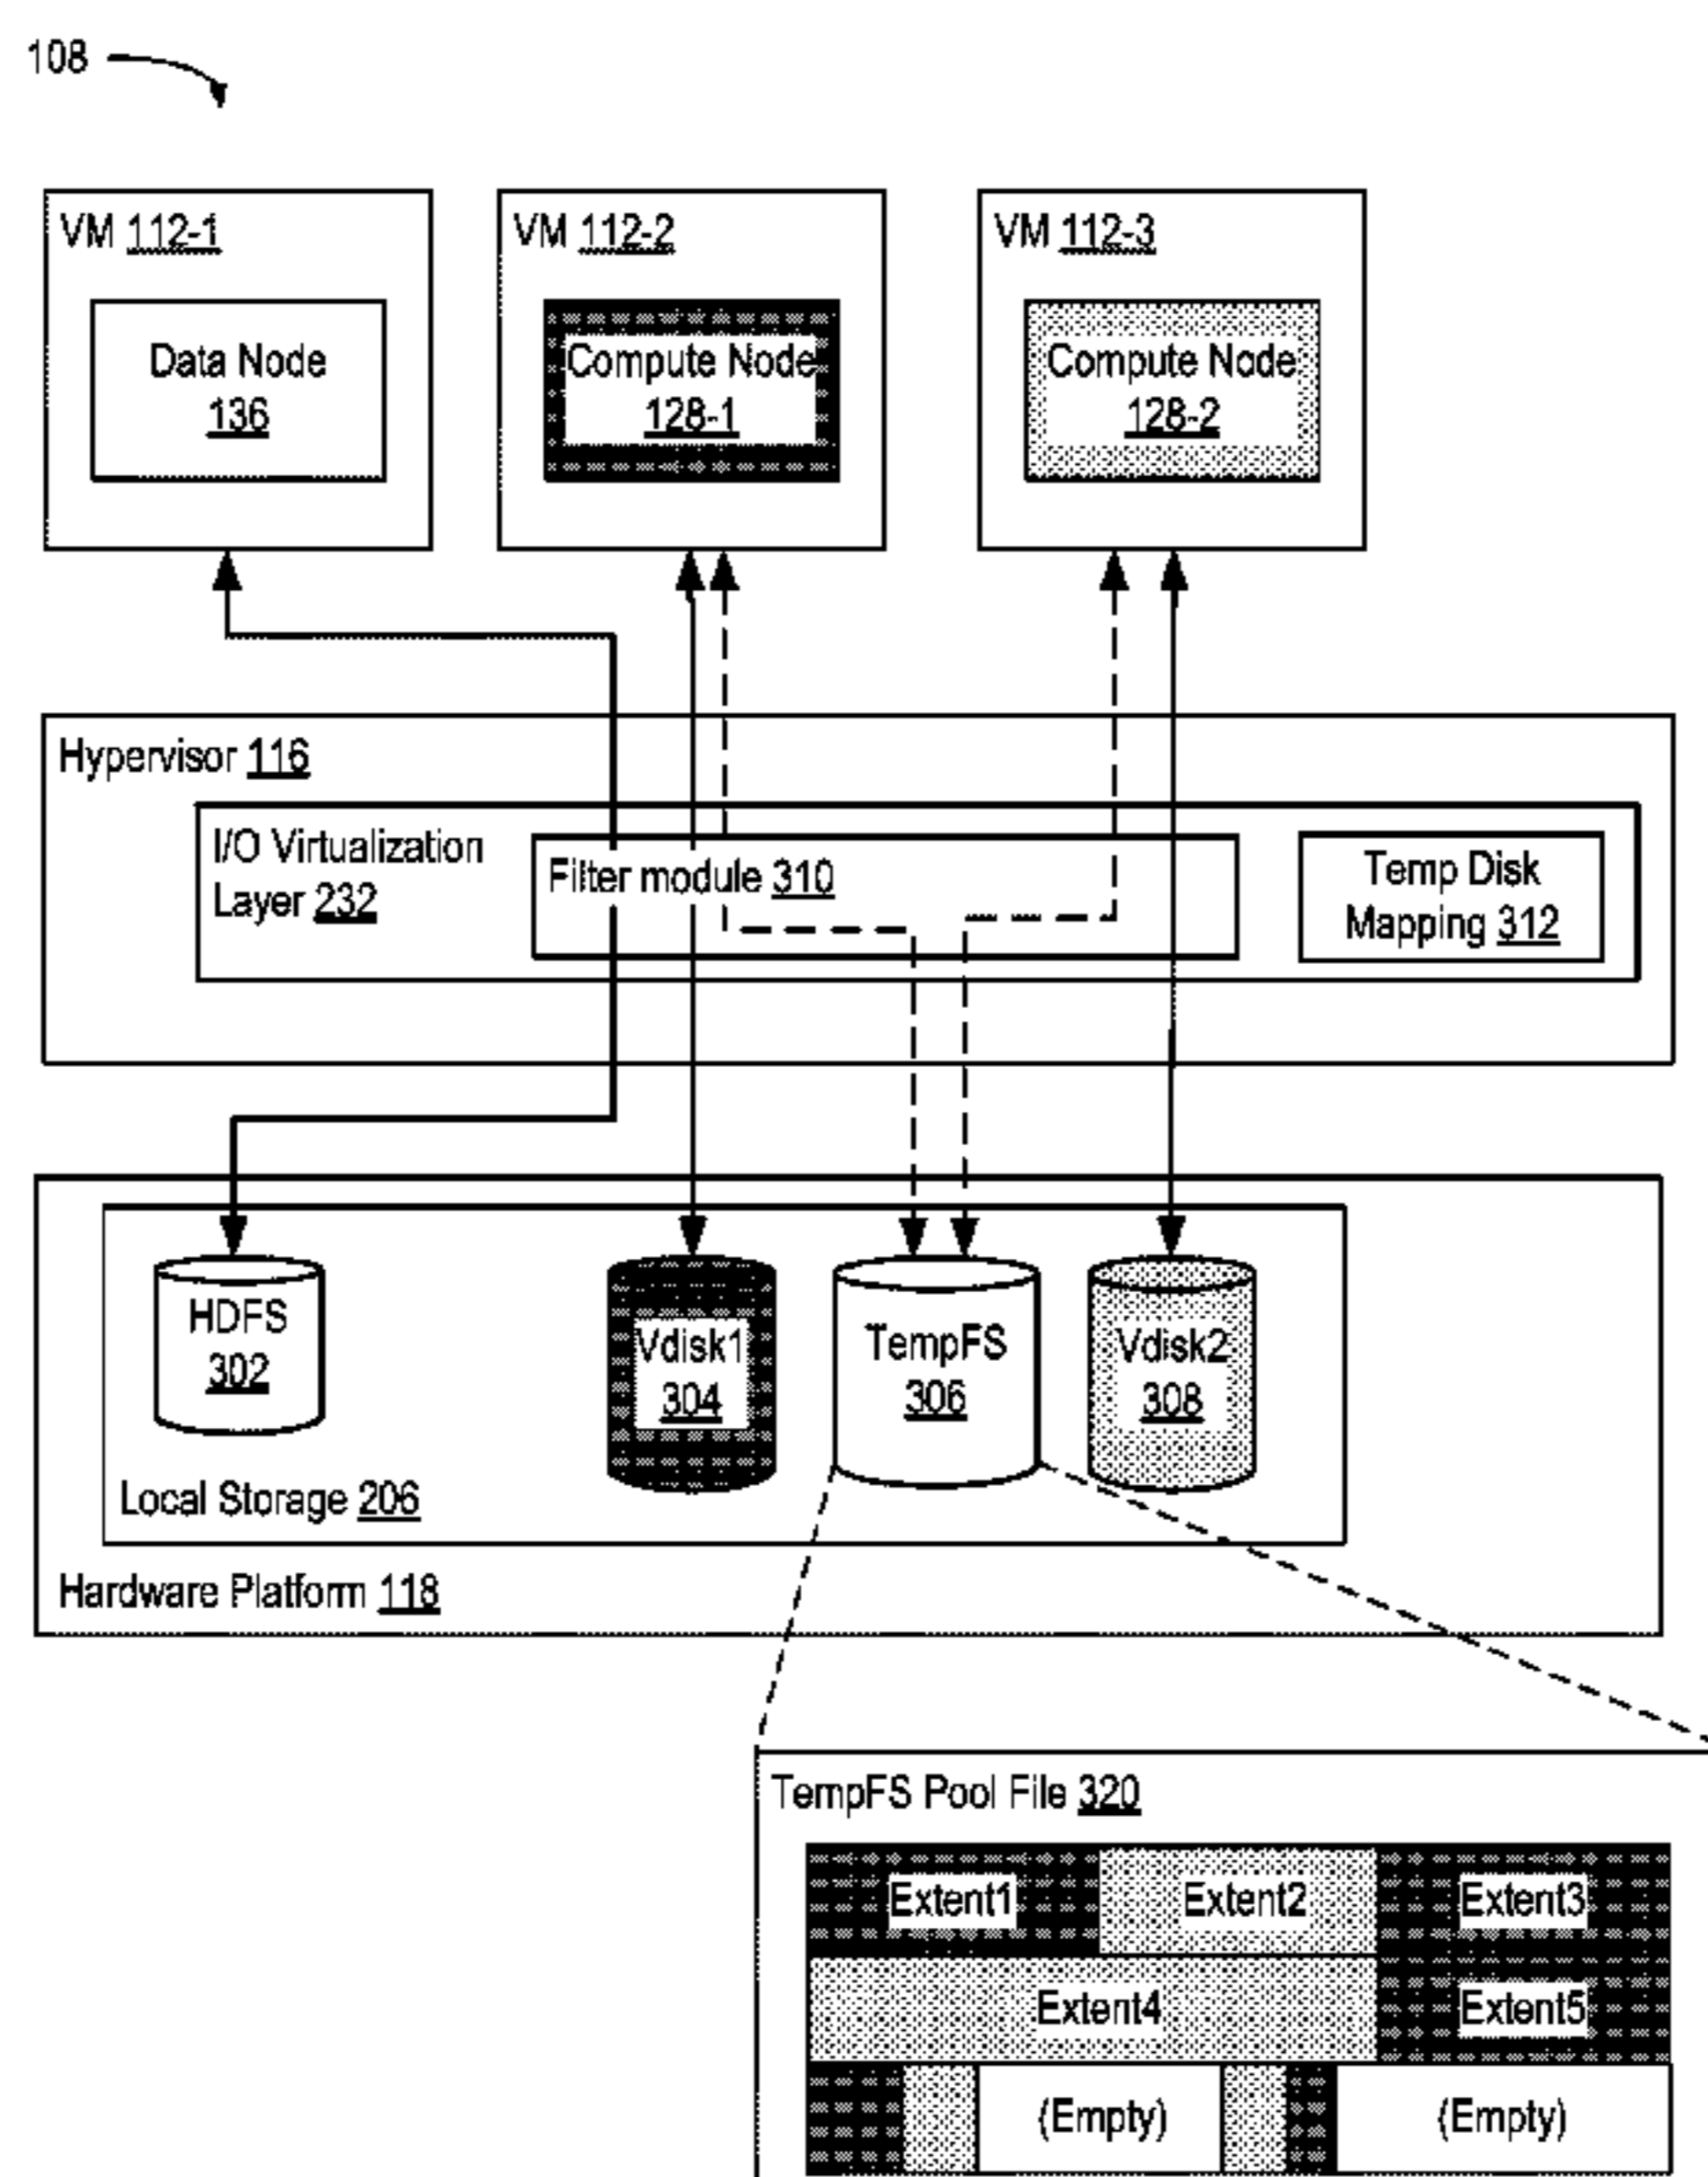 108
VM 112-1
VM 112-2
VM 112-3
Data Node
136
Compute Node
128-1
Compute Node
128-2
Hypervisor 116
I/O Virtualization
Layer 232
Filter module 310
Temp Disk
Mapping 312
HDFS
302
Vdisk1
304
TempFS
306
Vdisk2
308
Local Storage 206
Hardware Platform 118
TempFS Pool File 320
Extent1
Extent2
Extent3
Extent4
Extent5
(Empty)
(Empty)